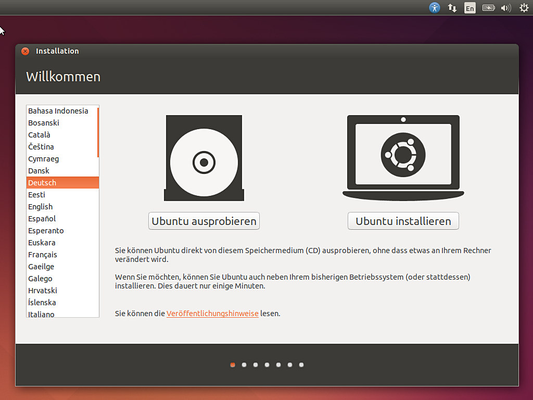 En
Installation
Willkommen
Bahasa Indonesia
Bosanski
Català
Čeština
Cymraeg
Dansk
Deutsch
Eesti
English
Español
Esperanto
Euskara
Français
Gaeilge
Galego
Hrvatski
Íslenska
Italiano
Ubuntu ausprobieren
Ubuntu installieren
Sie können Ubuntu direkt von diesem Speichermedium (CD) ausprobieren, ohne dass etwas an Ihrem Rechner
verändert wird.
Wenn Sie möchten, können Sie Ubuntu auch neben Ihrem bisherigen Betriebssystem (oder stattdessen)
installieren. Dies dauert nur einige Minuten.
Sie können die Veröffentlichungshinweise lesen.